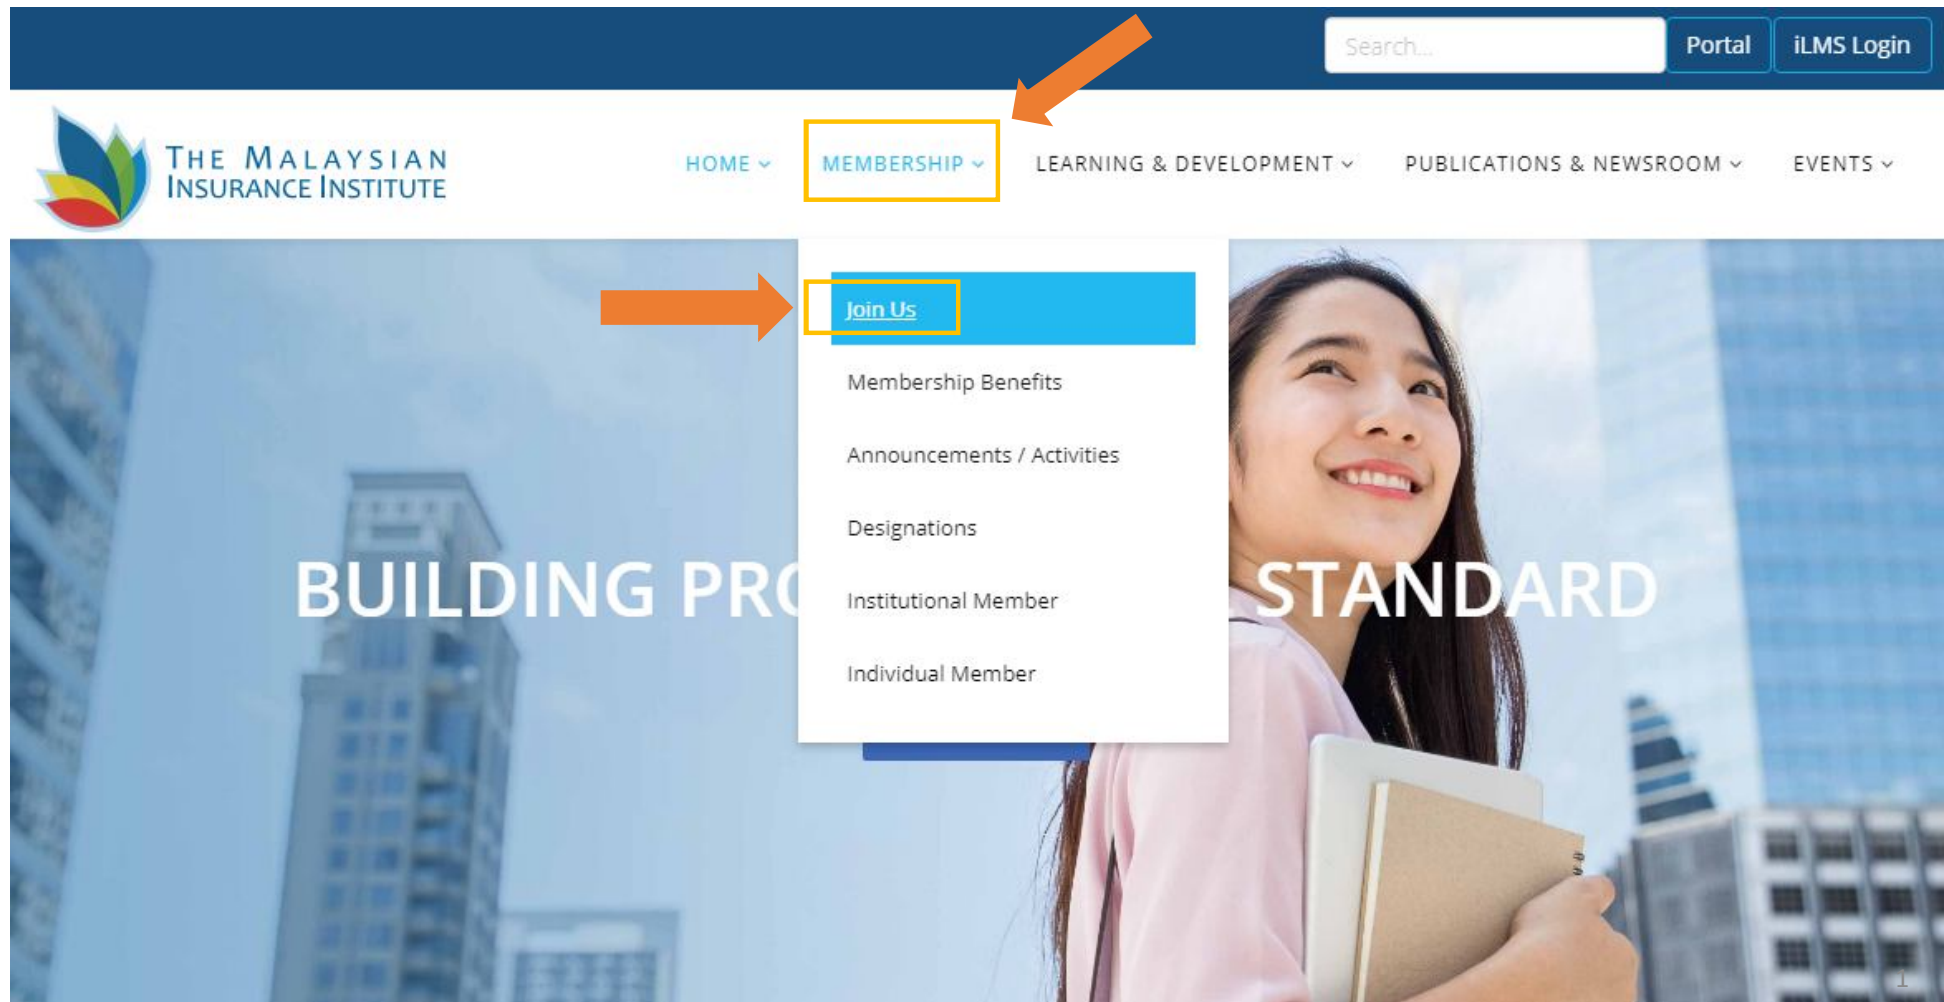 Search...
Portal
iLMS Login
THE MALAYSIAN
INSURANCE INSTITUTE
HOME
MEMBERSHIP
LEARNING & DEVELOPMENT
PUBLICATIONS & NEWSROOM
EVENTS
Join Us
Membership Benefits
Announcements / Activities
Designations
Institutional Member
Individual Member
BUILDING PRO STANDARD
1